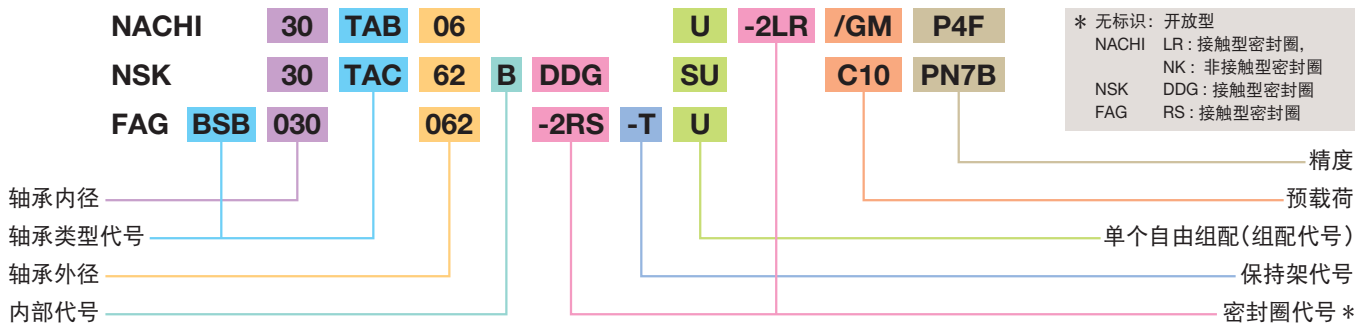 NACHI 30 TAB 06 U -2LR /GM P4F
NSK 30 TAC 62 B DDG SU C10 PN7B
FAG BSB 030 062 -2RS -T U
* 无标识：开放型
NACHI LR：接触型密封圈，
NK：非接触型密封圈
NSK DDG：接触型密封圈
FAG RS：接触型密封圈
轴承内径
轴承类型代号
轴承外径
内部代号
精度
预载荷
单个自由组配(组配代号)
保持架代号
密封圈代号*